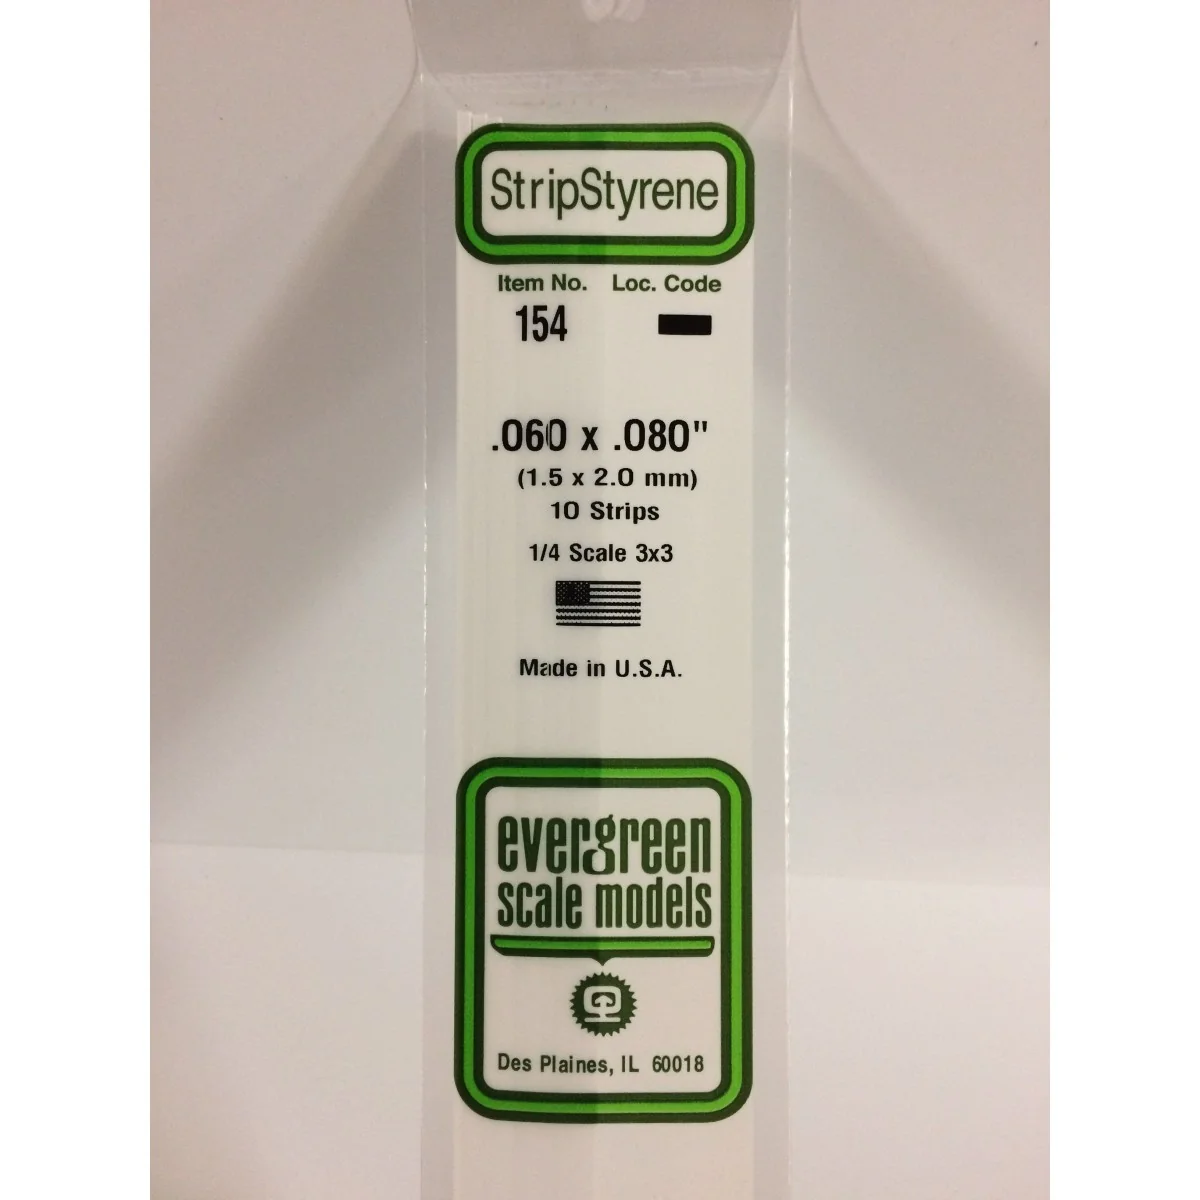 StripStyrene
Item No. Loc. Code
154
.060 x .080"
(1.5 x 2.0 mm)
10 Strips
1/4 Scale 3x3
Made in U.S.A.
evergreen
scale models
Des Plaines, IL 60018